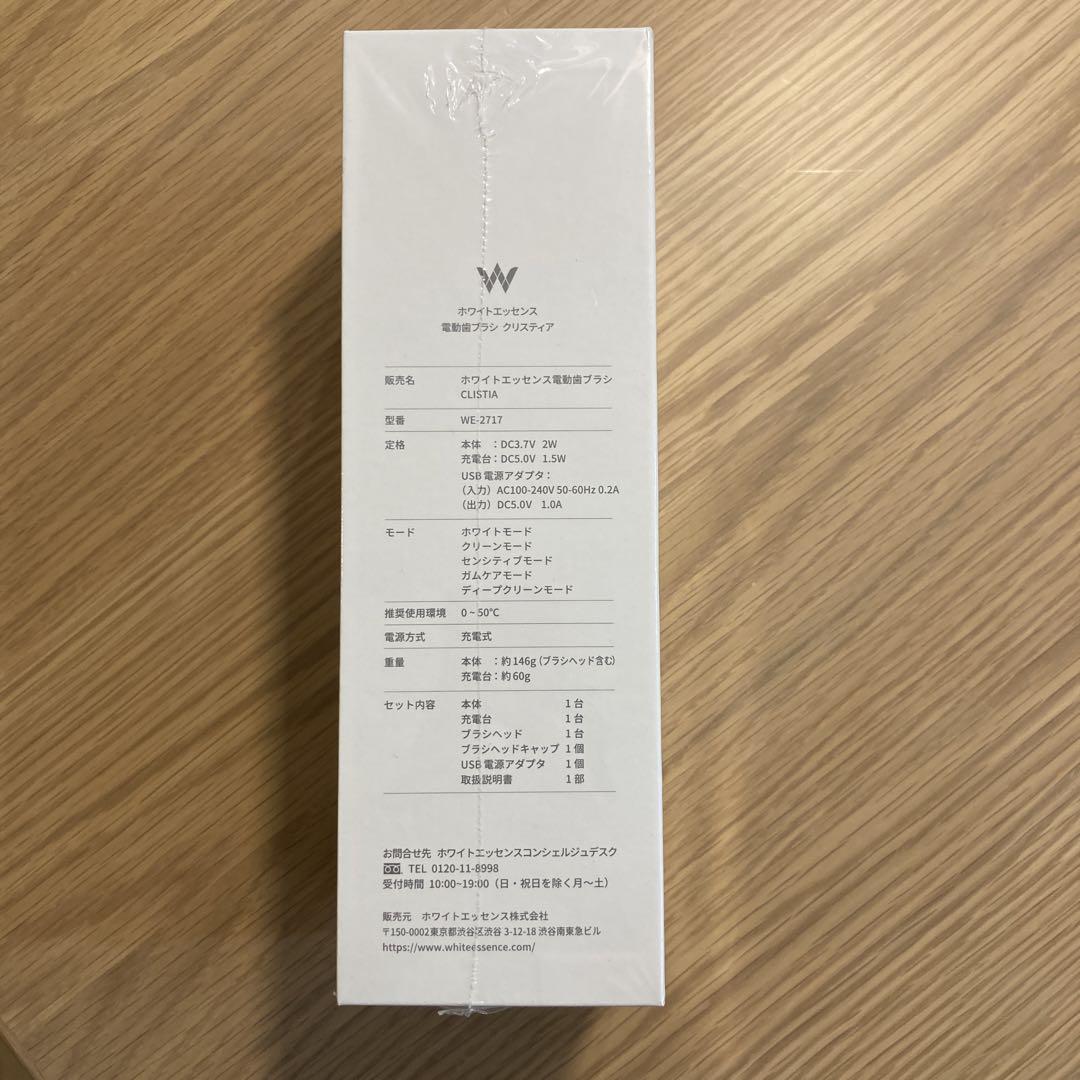 ホワイトエッセンス
電動歯ブラシ クリスティア
販売名 ホワイトエッセンス電動歯ブラシ
CLISTIA
型番 WE-2717
定格 本体 ：DC3.7V 2W
充電台：DC5.0V 1.5W
USB電源アダプタ：
（入力）AC100-240V 50-60Hz 0.2A
（出力）DC5.0V 1.0A
モード ホワイトモード
クリーンモード
センシティブモード
ガムケアモード
ディープクリーンモード
推奨使用環境 0～50℃
電源方式 充電式
重量 本体 ：約146g（ブラシヘッド含む）
充電台：約60g
セット内容 本体 1台
充電台 1台
ブラシヘッド 1台
ブラシヘッドキャップ 1個
USB電源アダプタ 1個
取扱説明書 1部
お問合せ先 ホワイトエッセンスコンシェルジュデスク
TEL 0120-11-8998
受付時間 10:00~19:00（日・祝日を除く月～土）
販売元 ホワイトエッセンス株式会社
〒150-0002東京都渋谷区渋谷 3-12-18 渋谷南東急ビル
https://www.whiteessence.com/